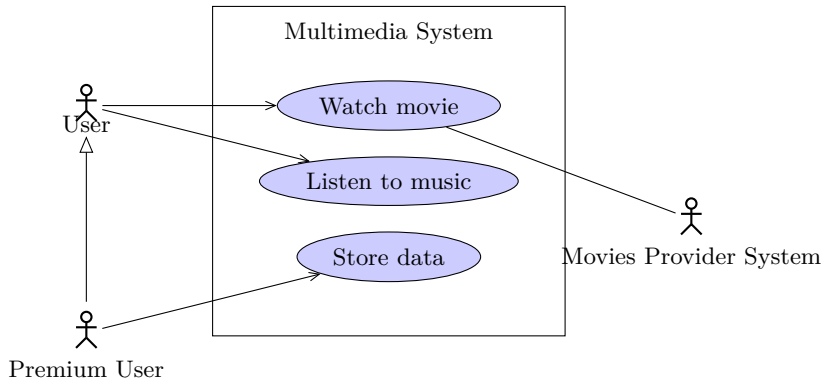 Multimedia System
Watch movie
User
Listen to music
Store data
Movies Provider System
Premium User